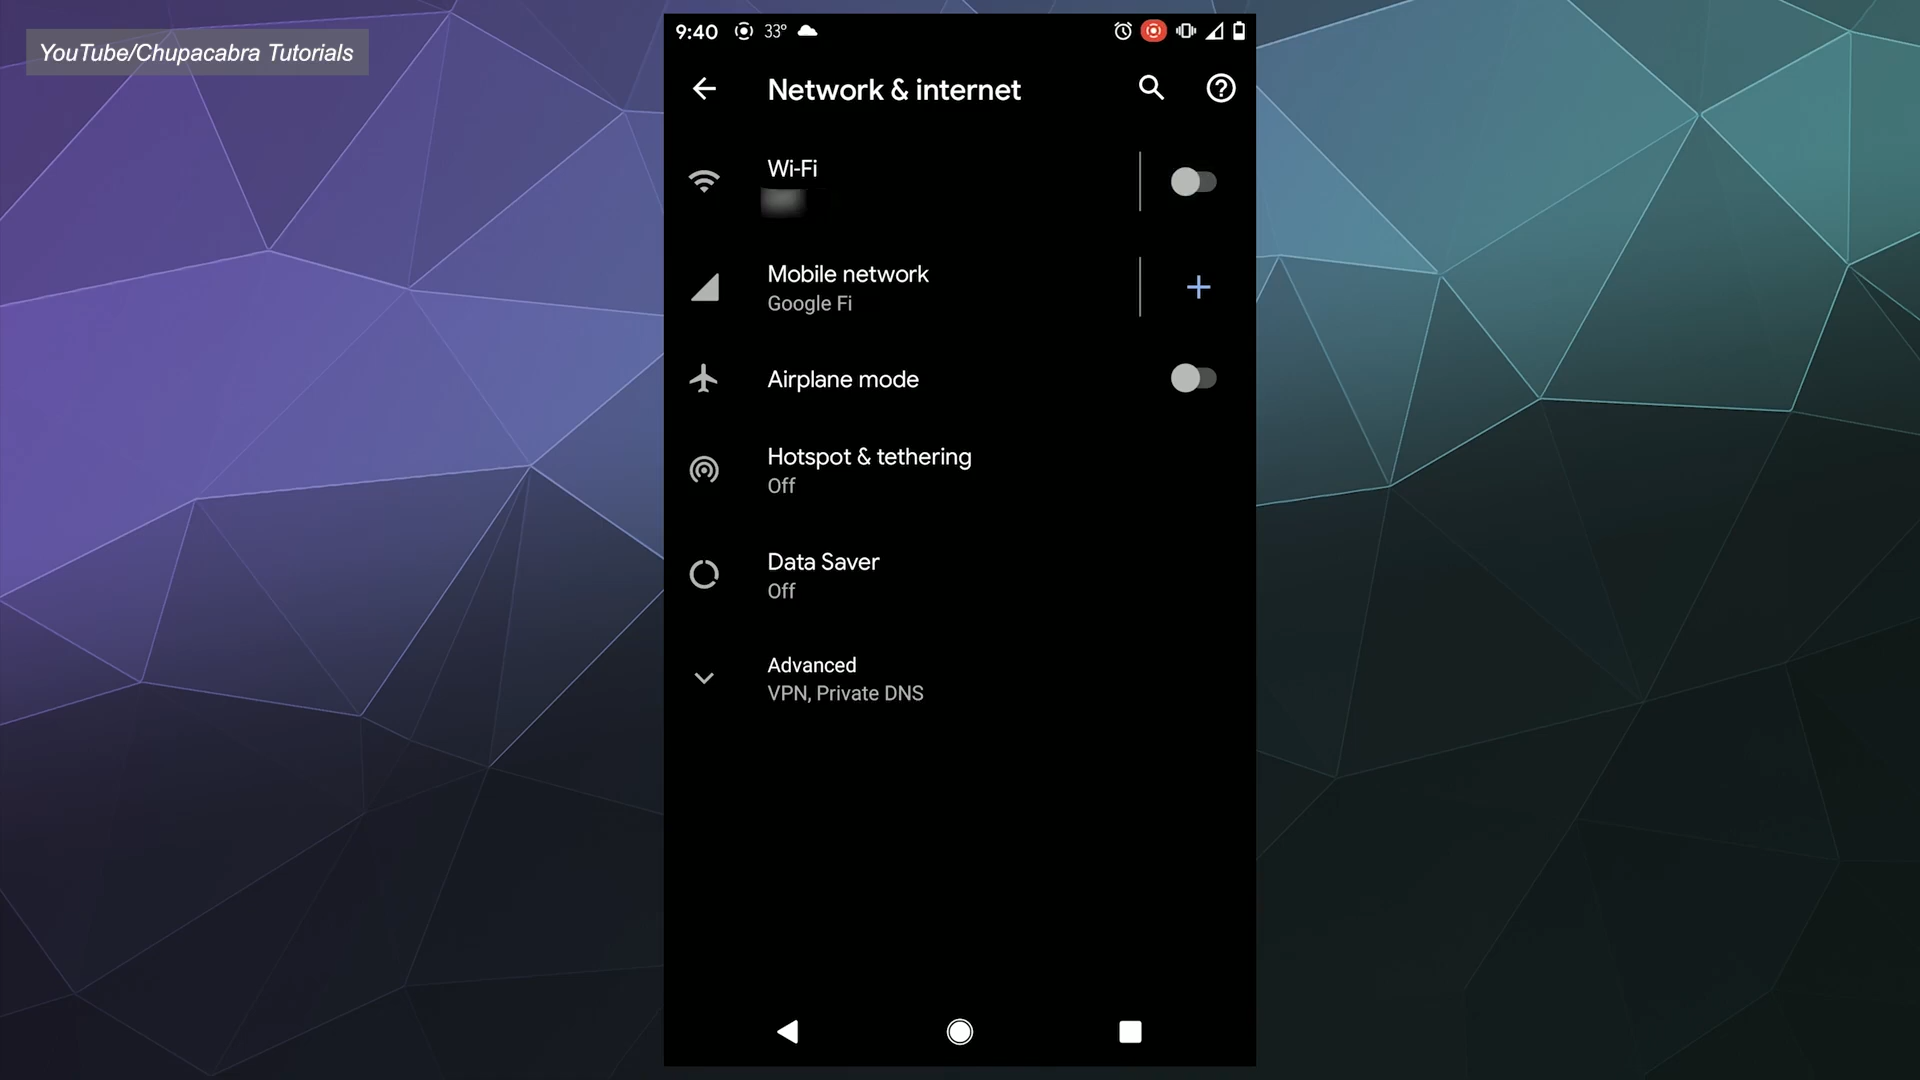 YouTube/Chupacabra Tutorials
9:40 33°
Network & internet
Wi-Fi
Mobile network
Google Fi
Airplane mode
Hotspot & tethering
Off
Data Saver
Off
Advanced
VPN, Private DNS